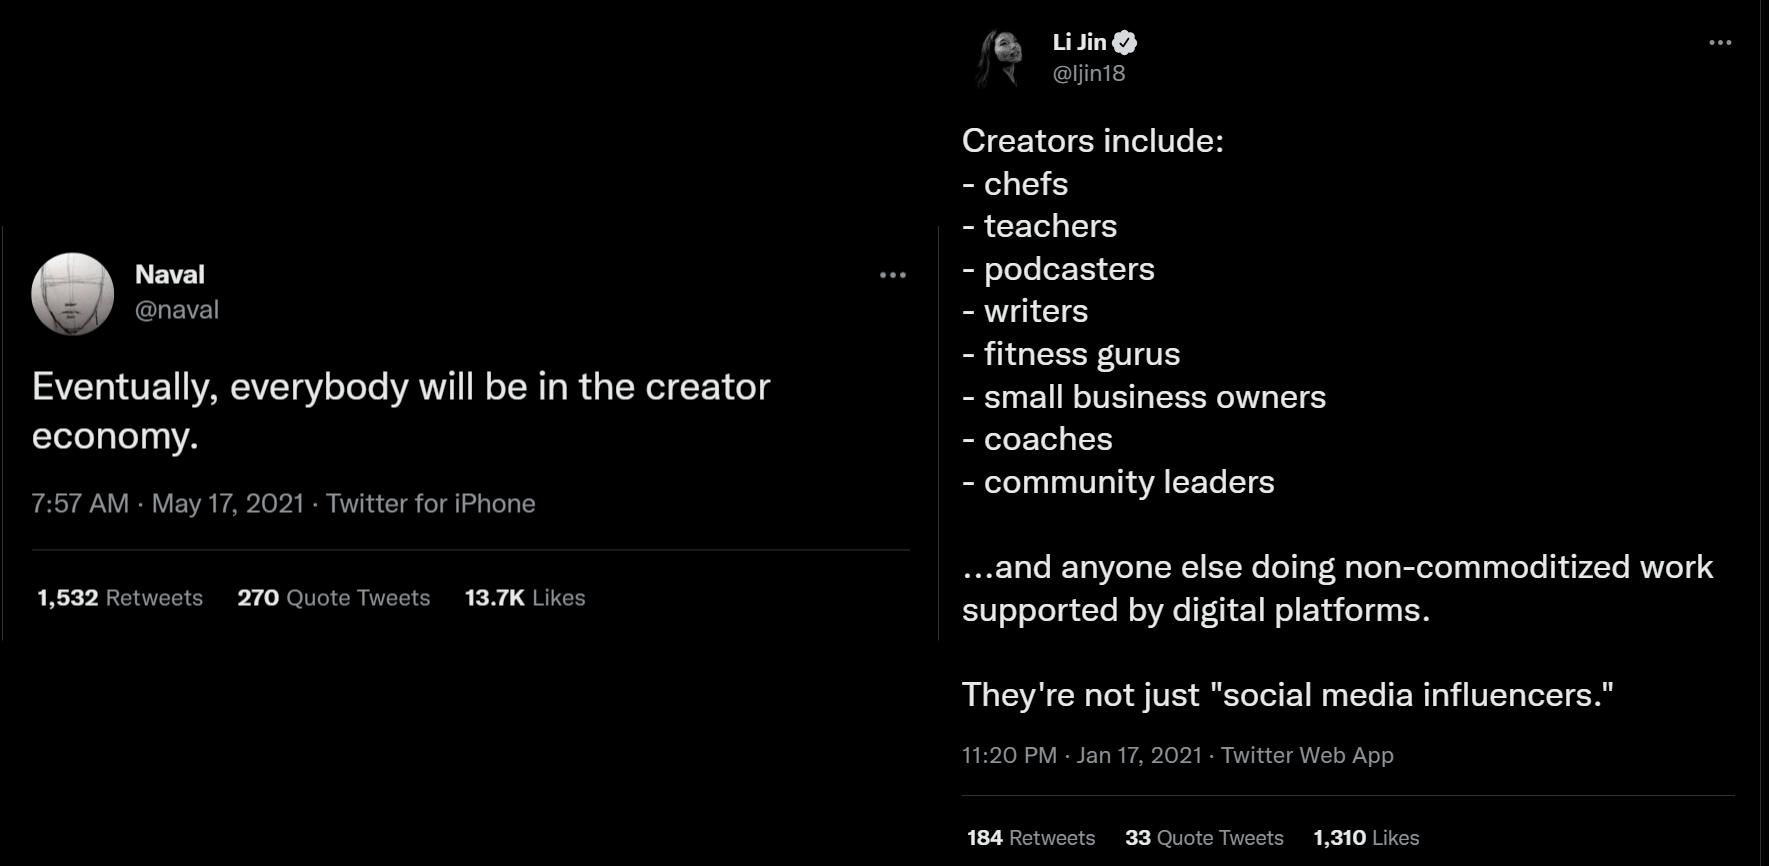 Naval
@naval
Eventually, everybody will be in the creator
economy.
7:57 AM · May 17, 2021 · Twitter for iPhone
1,532 Retweets 270 Quote Tweets 13.7K Likes
Li Jin
@ljin18
Creators include:
- chefs
- teachers
- podcasters
- writers
- fitness gurus
- small business owners
- coaches
- community leaders
...and anyone else doing non-commoditized work
supported by digital platforms.
They're not just "social media influencers."
11:20 PM · Jan 17, 2021 · Twitter Web App
184 Retweets 33 Quote Tweets 1,310 Likes